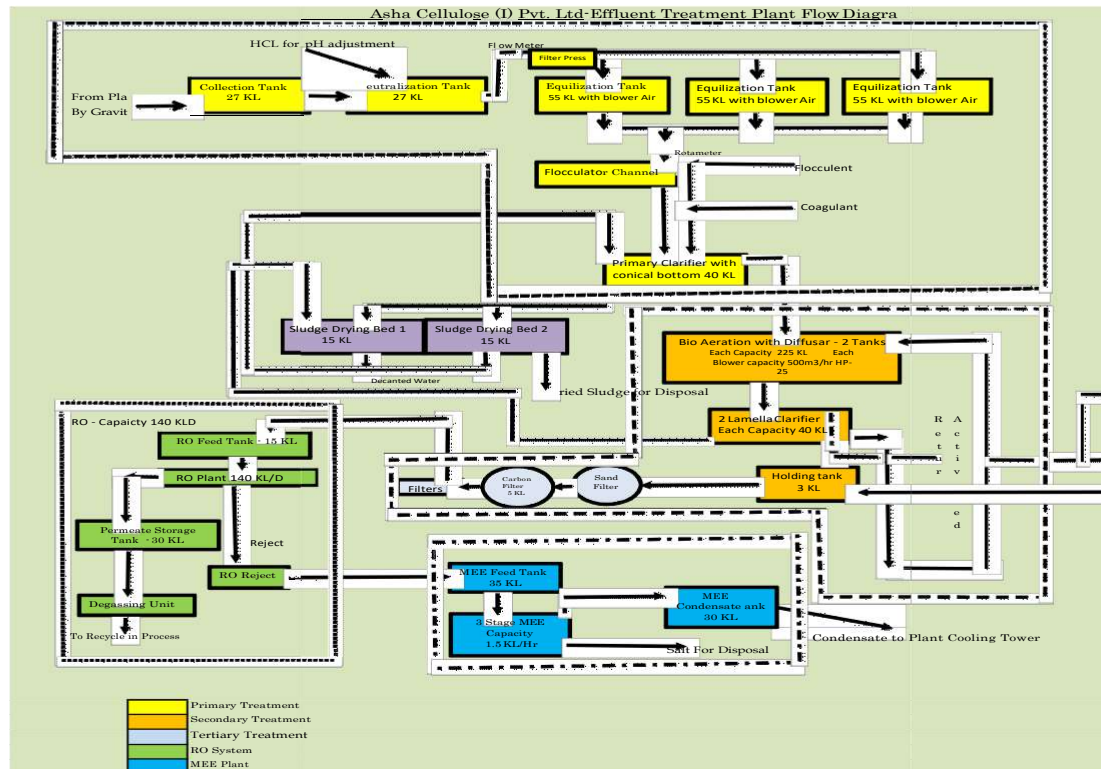 Asha Cellulose (I) Pvt. Ltd-Effluent Treatment Plant Flow Diagra
HCL for pH adjustment
Flow Meter
Filter Press
Collection Tank
27 KL
eutralization Tank
27 KL
From Pla
By Gravit
Equilization Tank
55 KL with blower Air
Equilization Tank
55 KL with blower Air
Equilization Tank
55 KL with blower Air
Rotameter
Flocculator Channel
Flocculent
Coagulant
Primary Clarifier with
conical bottom 40 KL
Sludge Drying Bed 1
15 KL
Sludge Drying Bed 2
15 KL
Decanted Water
ried Sludge for Disposal
Bio Aeration with Diffusar - 2 Tanks
Each Capacity 225 KL Each
Blower capacity 500m3/hr HP-
25
2 Lamella Clarifier
Each Capacity 40 KL
Retur
Activ ed
Holding tank
3 KL
Sand
Filter
Carbon
Filter
5 KL
Filters
RO - Capaicty 140 KLD
RO Feed Tank - 15 KL
RO Plant 140 KL/D
Permeate Storage
Tank - 30 KL
Reject
RO Reject
Degassing Unit
To Recycle in Process
MEE Feed Tank
35 KL
MEE
Condensate ank
30 KL
3 Stage MEE
Capacity
1.5 KL/Hr
Condensate to Plant Cooling Tower
Salt For Disposal
Primary Treatment
Secondary Treatment
Tertiary Treatment
RO System
MEE Plant